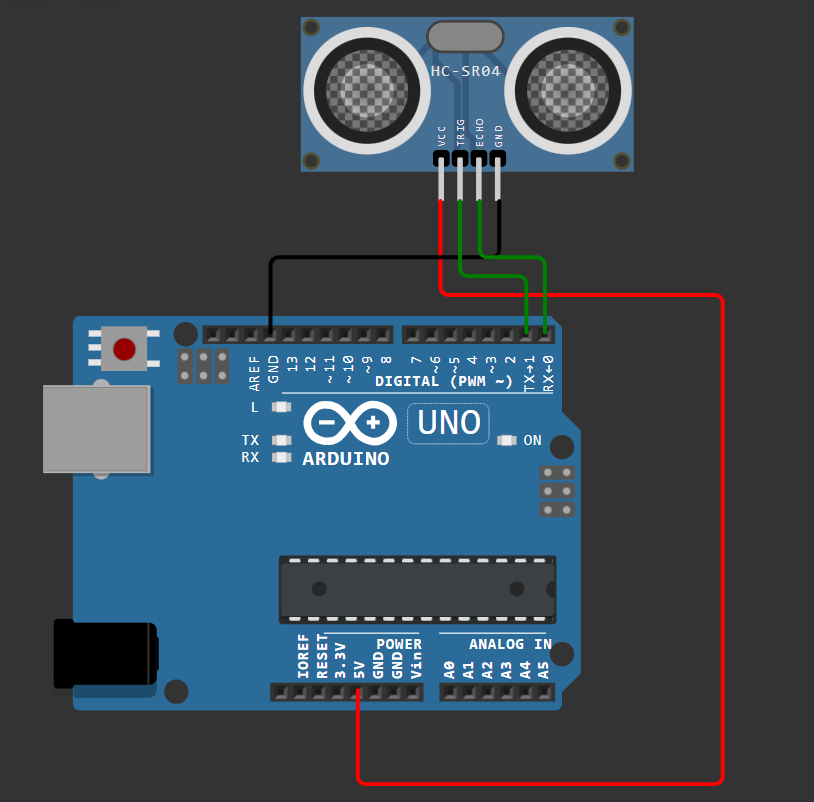 HC-SR04
VCC
TRIG
ECHO
GND
AREF
GND
13
12
~11
~10
~9
8
7
~6
~5
4
~3
2
TX→1
RX←0
DIGITAL (PWM ~)
L
TX
RX
UNO
ON
ARDUINO
POWER
ANALOG IN
IOREF
RESET
3.3V
5V
GND
GND
Vin
A0
A1
A2
A3
A4
A5